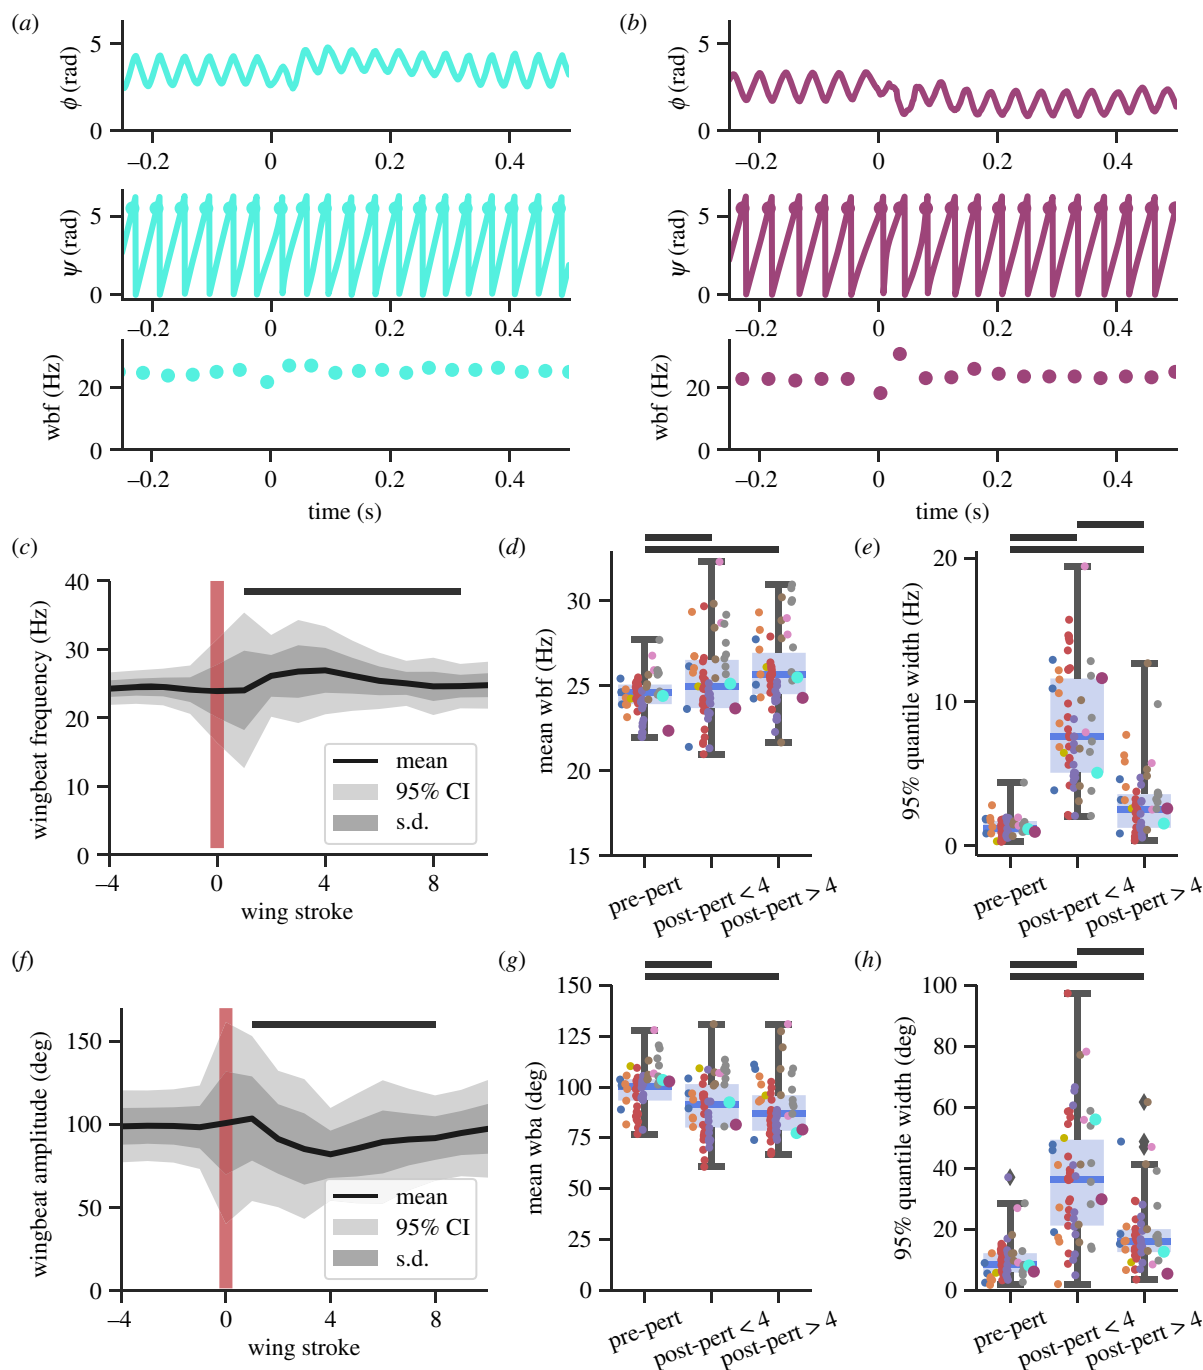 (a)
5
0
ϕ (rad)
–0.2 0 0.2 0.4
5
0
ψ (rad)
–0.2 0 0.2 0.4
20
0
wbf (Hz)
–0.2 0 0.2 0.4
time (s)
(b)
5
0
ϕ (rad)
–0.2 0 0.2 0.4
5
0
ψ (rad)
–0.2 0 0.2 0.4
20
0
wbf (Hz)
–0.2 0 0.2 0.4
time (s)
(c)
40
30
20
10
0
wingbeat frequency (Hz)
mean
95% CI
s.d.
–4 0 4 8
wing stroke
(d)
30
25
20
15
mean wbf (Hz)
pre-pert
post-pert < 4
post-pert > 4
(e)
20
10
0
95% quantile width (Hz)
pre-pert
post-pert < 4
post-pert > 4
(f)
150
100
50
0
wingbeat amplitude (deg)
mean
95% CI
s.d.
–4 0 4 8
wing stroke
(g)
150
125
100
75
50
25
0
mean wba (deg)
pre-pert
post-pert < 4
post-pert > 4
(h)
100
80
60
40
20
0
95% quantile width (deg)
pre-pert
post-pert < 4
post-pert > 4